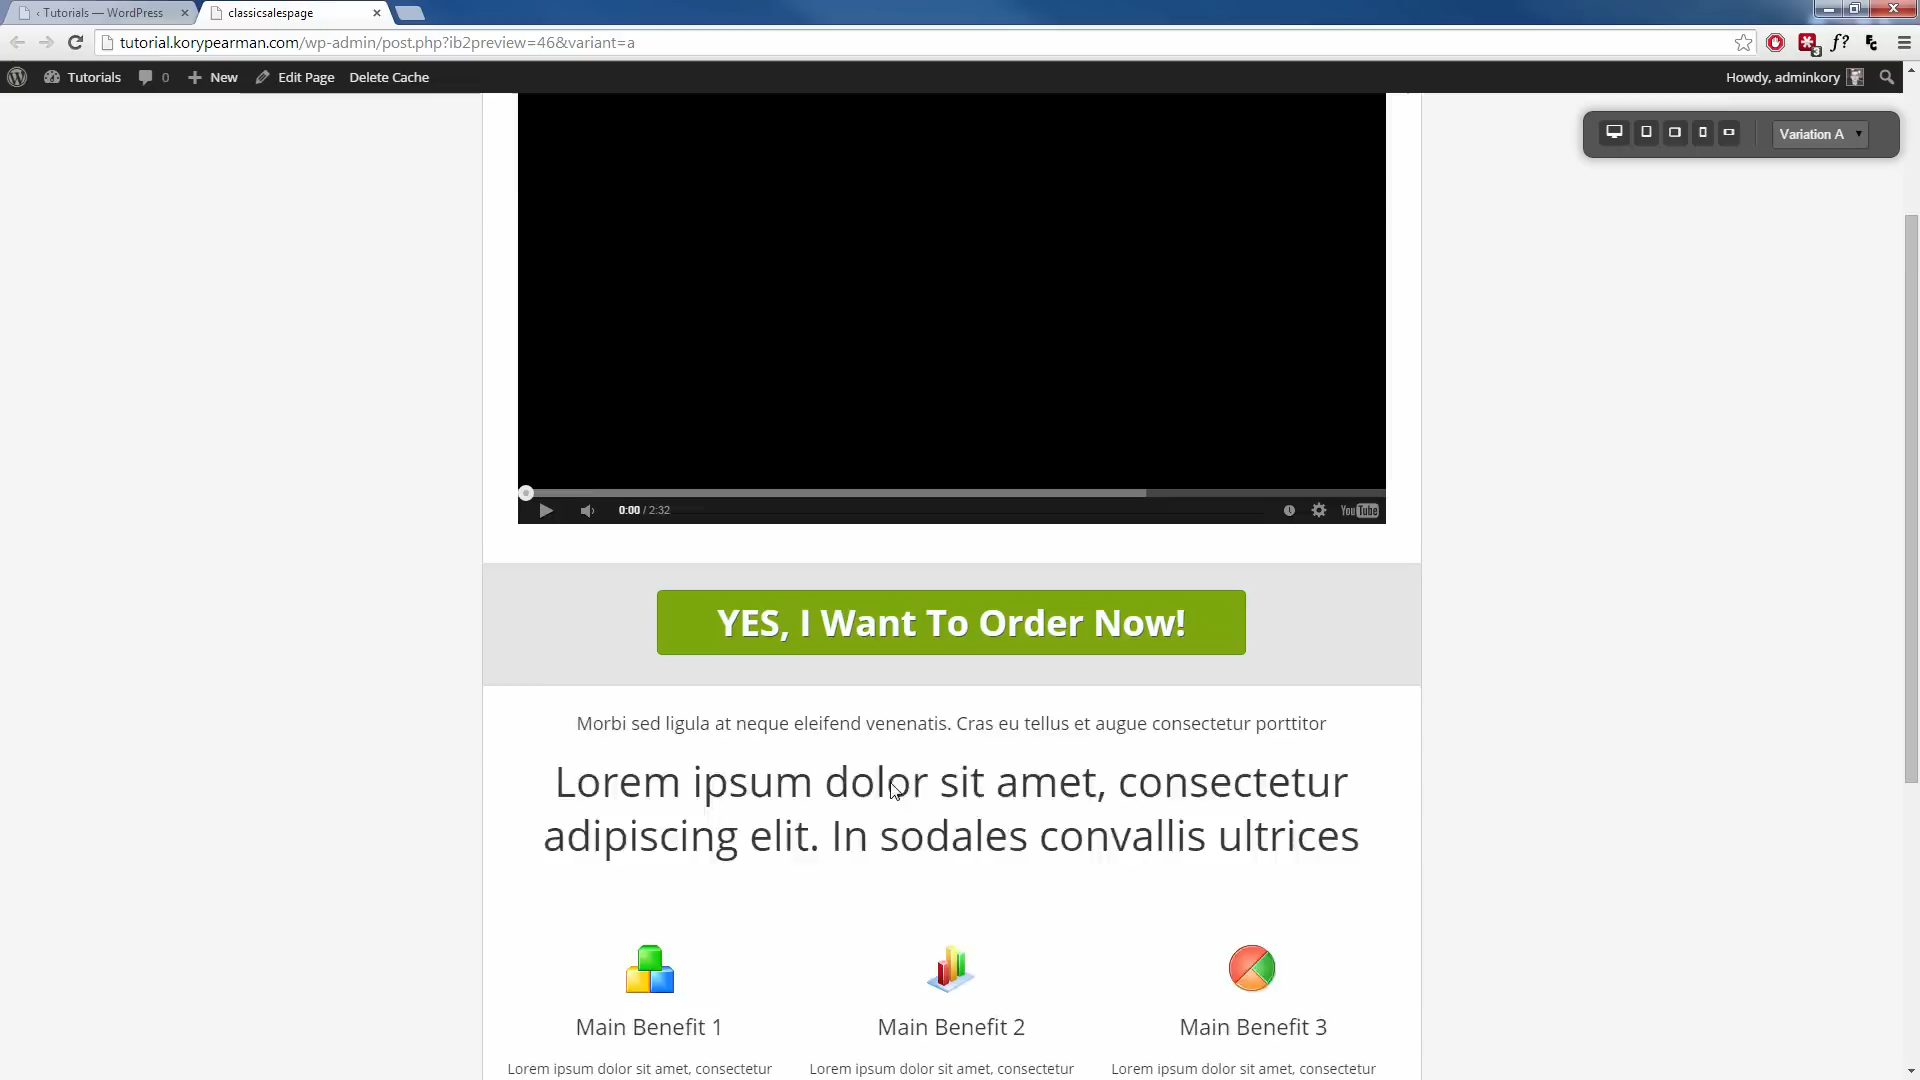 ‹ Tutorials — WordPress
classicsalespage
tutorial.korypearman.com/wp-admin/post.php?ib2preview=46&variant=a
Tutorials 0 New Edit Page Delete Cache
Howdy, adminkory
Variation A
0:00 / 2:32
YouTube
YES, I Want To Order Now!
Morbi sed ligula at neque eleifend venenatis. Cras eu tellus et augue consectetur porttitor
Lorem ipsum dolor sit amet, consectetur
adipiscing elit. In sodales convallis ultrices
Main Benefit 1
Main Benefit 2
Main Benefit 3
Lorem ipsum dolor sit amet, consectetur
Lorem ipsum dolor sit amet, consectetur
Lorem ipsum dolor sit amet, consectetur